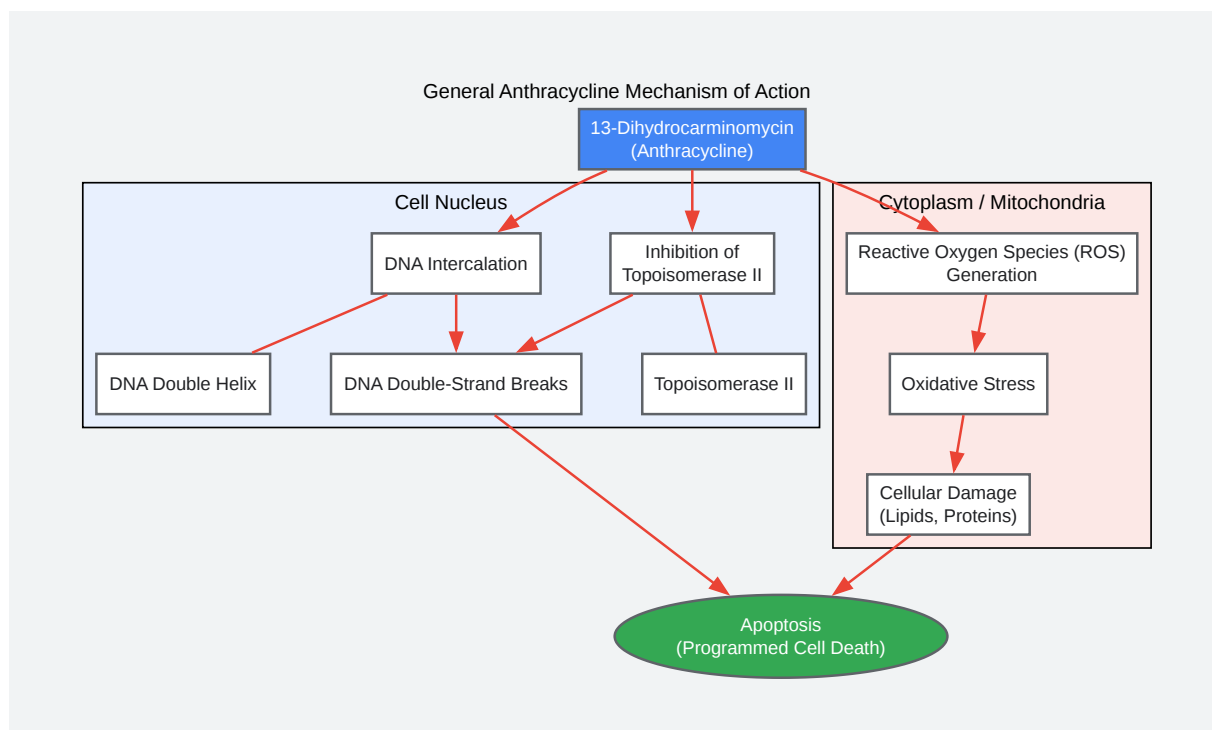 General Anthracycline Mechanism of Action
13-Dihydrocarminomycin
(Anthracycline)
Cell Nucleus
Cytoplasm / Mitochondria
DNA Intercalation
Inhibition of
Topoisomerase II
Reactive Oxygen Species (ROS)
Generation
DNA Double Helix
DNA Double-Strand Breaks
Topoisomerase II
Oxidative Stress
Cellular Damage
(Lipids, Proteins)
Apoptosis
(Programmed Cell Death)